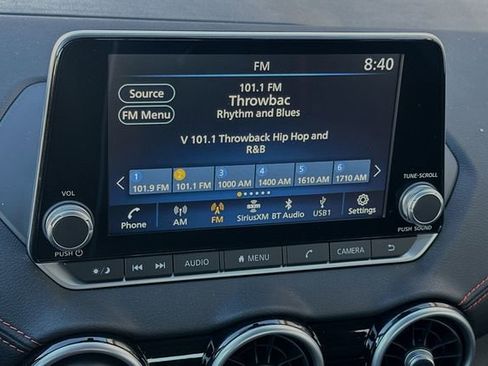 FM
8:40
Source
FM Menu
101.1 FM
Throwbac
Rhythm and Blues
V 101.1 Throwback Hip Hop and
R&B
1 2 3 4 5 6
101.9 FM 101.1 FM 1000 AM 1400 AM 1610 AM 1710 AM
Phone AM FM SiriusXM BT Audio USB1 Settings
VOL
PUSH
TUNE·SCROLL
PUSH SOUND
AUDIO MENU CAMERA